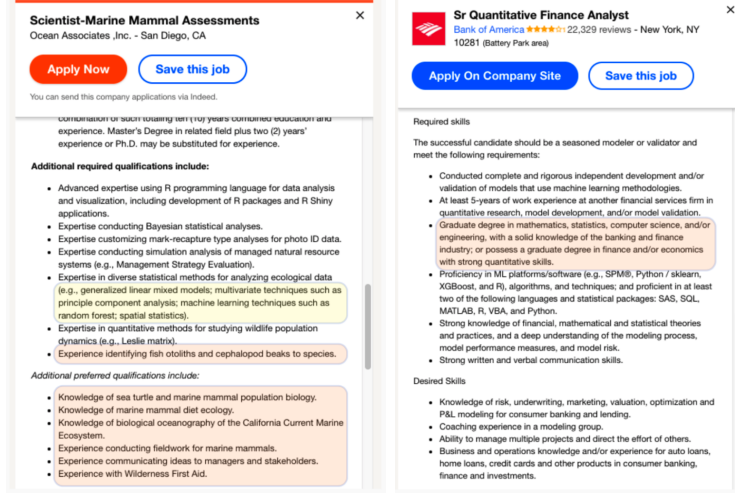 Scientist-Marine Mammal Assessments
Ocean Associates ,Inc. - San Diego, CA
Apply Now
Save this job
You can send this company applications via Indeed.
combination of such totaling ten (10) years combined education and
experience. Master's Degree in related field plus two (2) years'
experience or Ph.D. may be substituted for experience.
Additional required qualifications include:
• Advanced expertise using R programming language for data analysis
and visualization, including development of R packages and R Shiny
applications.
• Expertise conducting Bayesian statistical analyses.
• Expertise customizing mark-recapture type analyses for photo ID data.
• Expertise conducting simulation analysis of managed natural resource
systems (e.g., Management Strategy Evaluation).
• Expertise in diverse statistical methods for analyzing ecological data
(e.g., generalized linear mixed models; multivariate techniques such as
principle component analysis; machine learning techniques such as
random forest; spatial statistics).
• Expertise in quantitative methods for studying wildlife population
dynamics (e.g., Leslie matrix).
• Experience identifying fish otoliths and cephalopod beaks to species.
Additional preferred qualifications include:
• Knowledge of sea turtle and marine mammal population biology.
• Knowledge of marine mammal diet ecology.
• Knowledge of biological oceanography of the California Current Marine
Ecosystem.
• Experience conducting fieldwork for marine mammals.
• Experience communicating ideas to managers and stakeholders.
• Experience with Wilderness First Aid.
Sr Quantitative Finance Analyst
Bank of America 22,329 reviews - New York, NY
10281 (Battery Park area)
Apply On Company Site
Save this job
Required skills
The successful candidate should be a seasoned modeler or validator and
meet the following requirements:
• Conducted complete and rigorous independent development and/or
validation of models that use machine learning methodologies.
• At least 5-years of work experience at another financial services firm in
quantitative research, model development, and/or model validation.
• Graduate degree in mathematics, statistics, computer science, and/or
engineering, with a solid knowledge of the banking and finance
industry; or possess a graduate degree in finance and/or economics
with strong quantitative skills.
• Proficiency in ML platforms/software (e.g., SPM®, Python / sklearn,
XGBoost, and R), algorithms, and techniques; and proficient in at least
two of the following languages and statistical packages: SAS, SQL,
MATLAB, R, VBA, and Python.
• Strong knowledge of financial, mathematical and statistical theories
and practices, and a deep understanding of the modeling process,
model performance measures, and model risk.
• Strong written and verbal communication skills.
Desired Skills
• Knowledge of risk, underwriting, marketing, valuation, optimization and
P&L modeling for consumer banking and lending.
• Coaching experience in a modeling group.
• Ability to manage multiple projects and direct the effort of others.
• Business and operations knowledge and/or experience for auto loans,
home loans, credit cards and other products in consumer banking,
finance and investments.